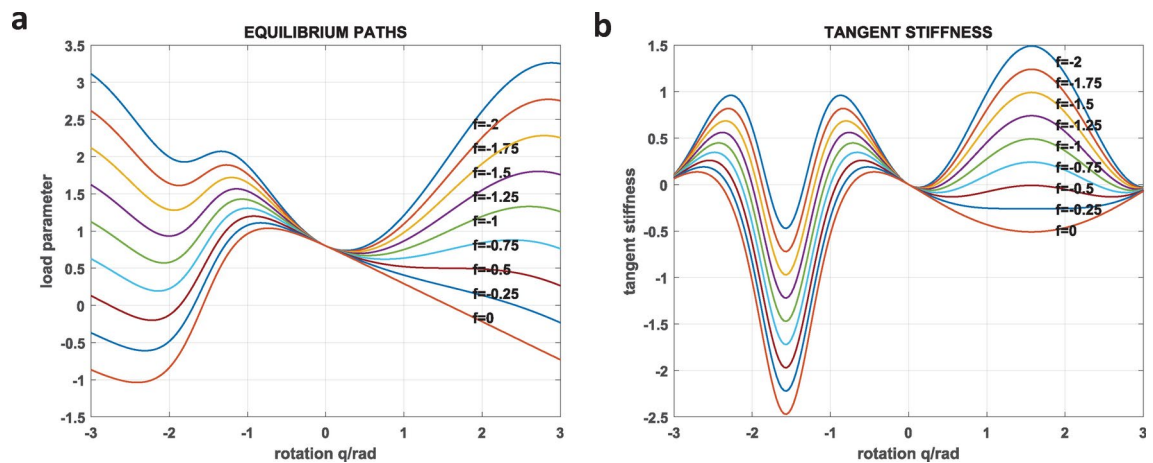 a
EQUILIBRIUM PATHS
3.5
3
2.5
2
1.5
1
0.5
0
-0.5
-1
-1.5
load parameter
f=-2
f=-1.75
f=-1.5
f=-1.25
f=-1
f=-0.75
f=-0.5
f=-0.25
f=0
-3 -2 -1 0 1 2 3
rotation q/rad
b
TANGENT STIFFNESS
1.5
1
0.5
0
-0.5
-1
-1.5
-2
-2.5
tangent stiffness
f=-2
f=-1.75
f=-1.5
f=-1.25
f=-1
f=-0.75
f=-0.5
f=-0.25
f=0
-3 -2 -1 0 1 2 3
rotation q/rad